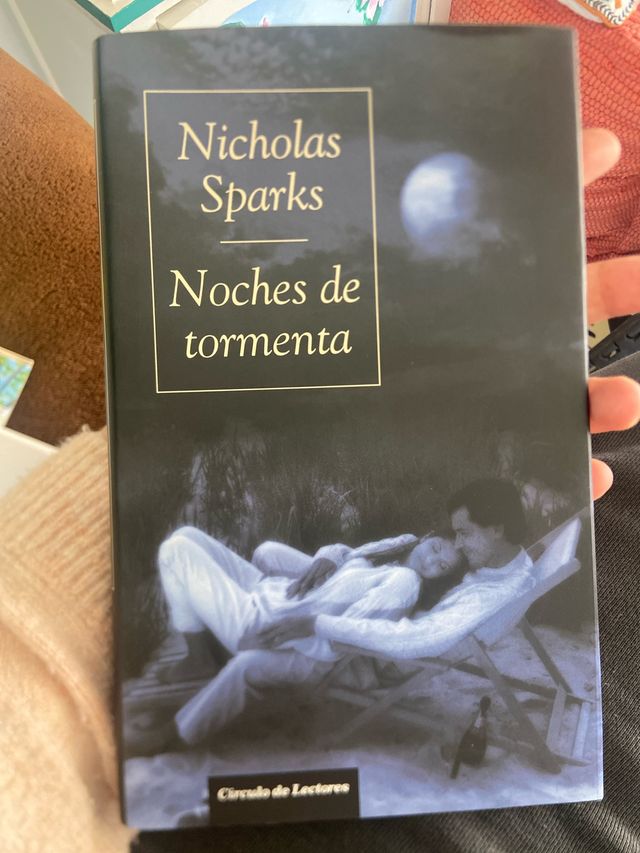 Nicholas
Sparks
Noches de
tormenta
Círculo de Lectores